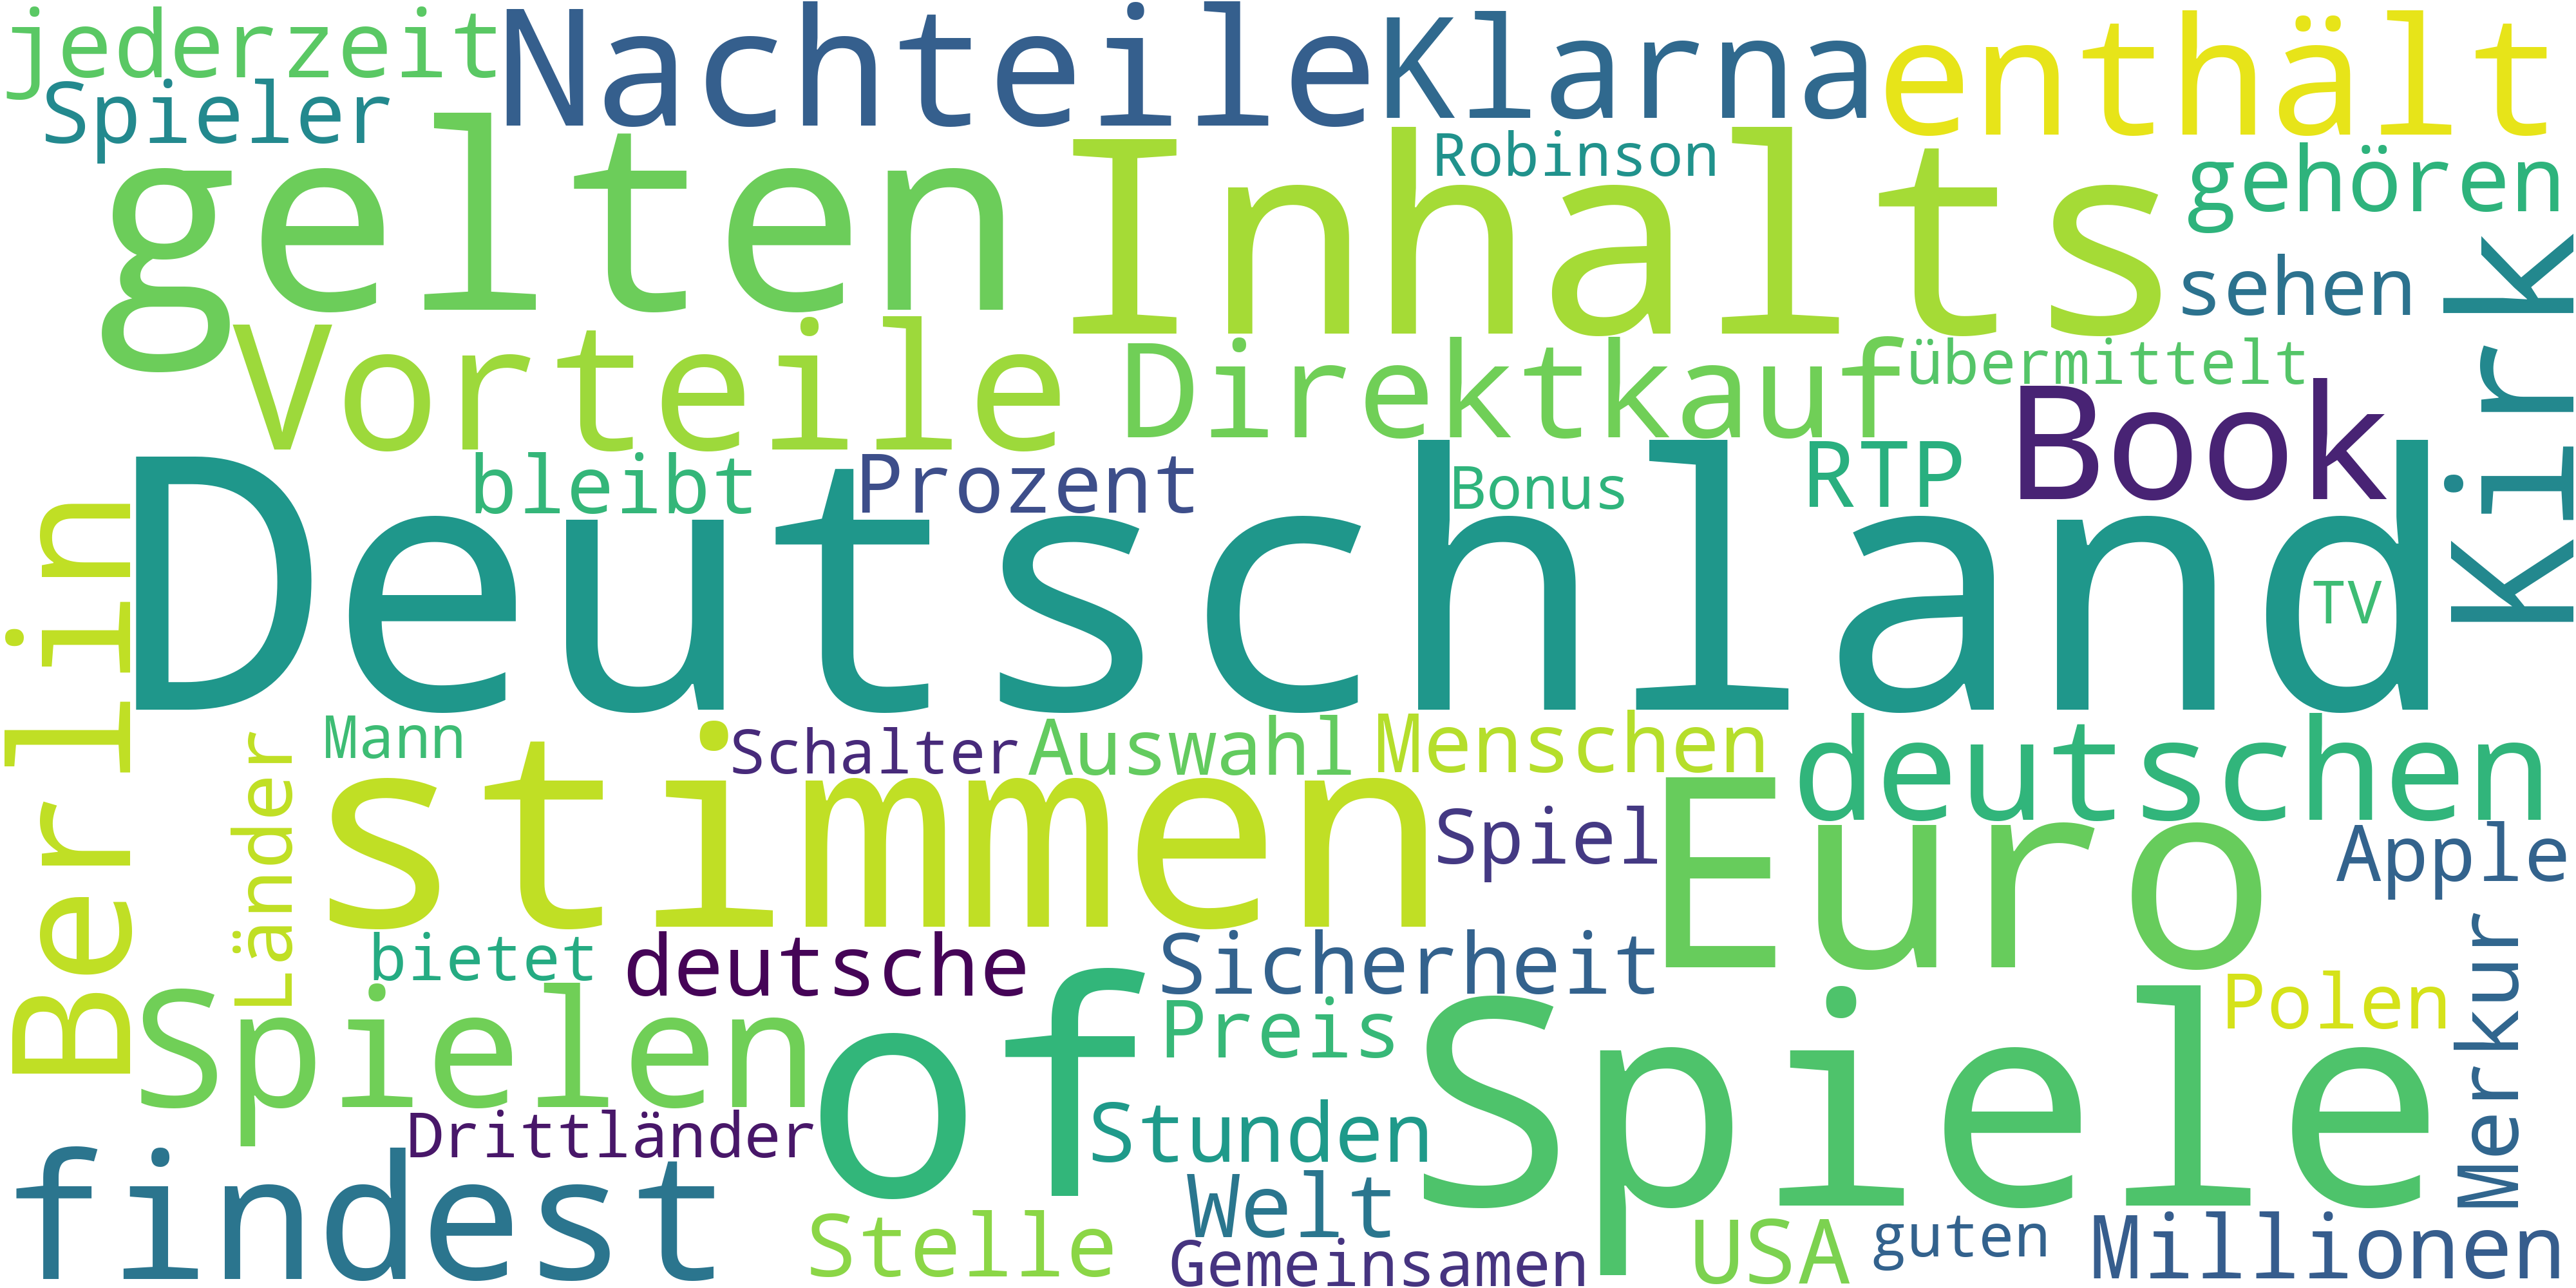 jederzeit
Nachteile
Klarna
enthält
Spieler
Robinson
gelten
Inhalts
gehören
sehen
Kirk
Vorteile
Direktkauf
übermittelt
Book
bleibt
Prozent
Bonus
RTP
Berlin
Deutschland
TV
Mann
Schalter
Auswahl
Menschen
deutschen
Länder
stimmen
Spiel
Euro
Apple
bietet
deutsche
Sicherheit
Merkur
Polen
Spielen
of
Preis
Spiele
Drittländer
Stunden
findest
Welt
Stelle
Gemeinsamen
USA
guten
Millionen